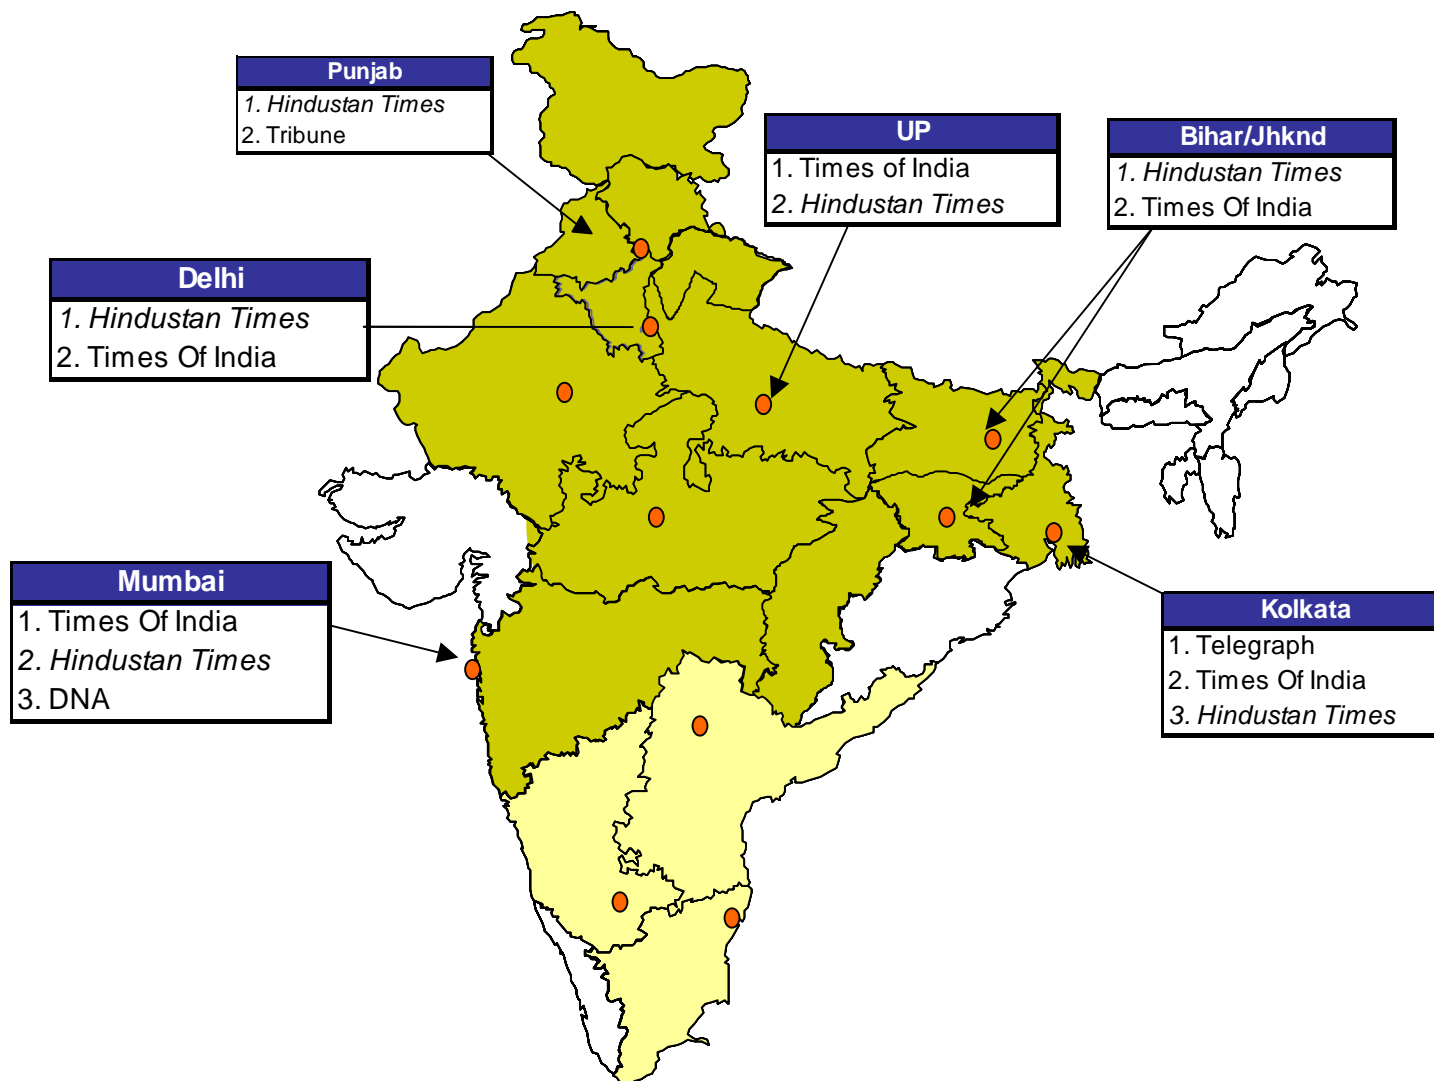 Punjab
1. Hindustan Times
2. Tribune
UP
1. Times of India
2. Hindustan Times
Bihar/Jhknd
1. Hindustan Times
2. Times Of India
Delhi
1. Hindustan Times
2. Times Of India
Mumbai
1. Times Of India
2. Hindustan Times
3. DNA
Kolkata
1. Telegraph
2. Times Of India
3. Hindustan Times